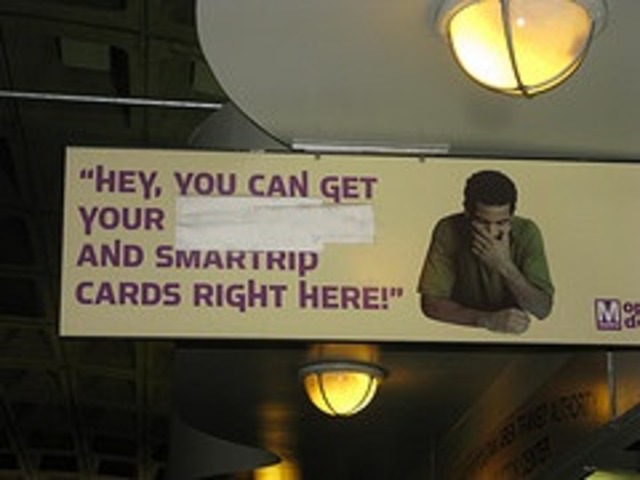 “HEY, YOU CAN GET
YOUR
AND SMARTRIP
CARDS RIGHT HERE!”
M